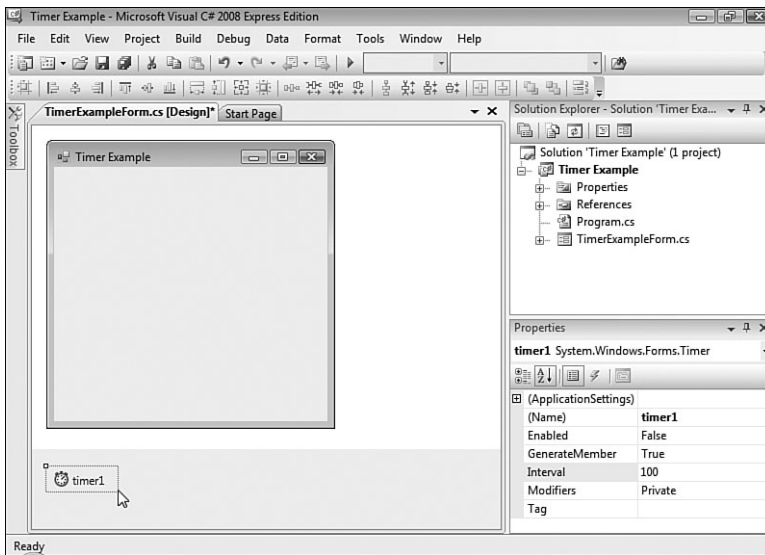 Timer Example - Microsoft Visual C# 2008 Express Edition
File Edit View Project Build Debug Data Format Tools Window Help
Toolbox
TimerExampleForm.cs [Design]* Start Page
Timer Example
timer1
Solution Explorer - Solution 'Timer Exa...
Solution 'Timer Example' (1 project)
Timer Example
Properties
References
Program.cs
TimerExampleForm.cs
Properties
timer1 System.Windows.Forms.Timer
(ApplicationSettings)
(Name) timer1
Enabled False
GenerateMember True
Interval 100
Modifiers Private
Tag
Ready